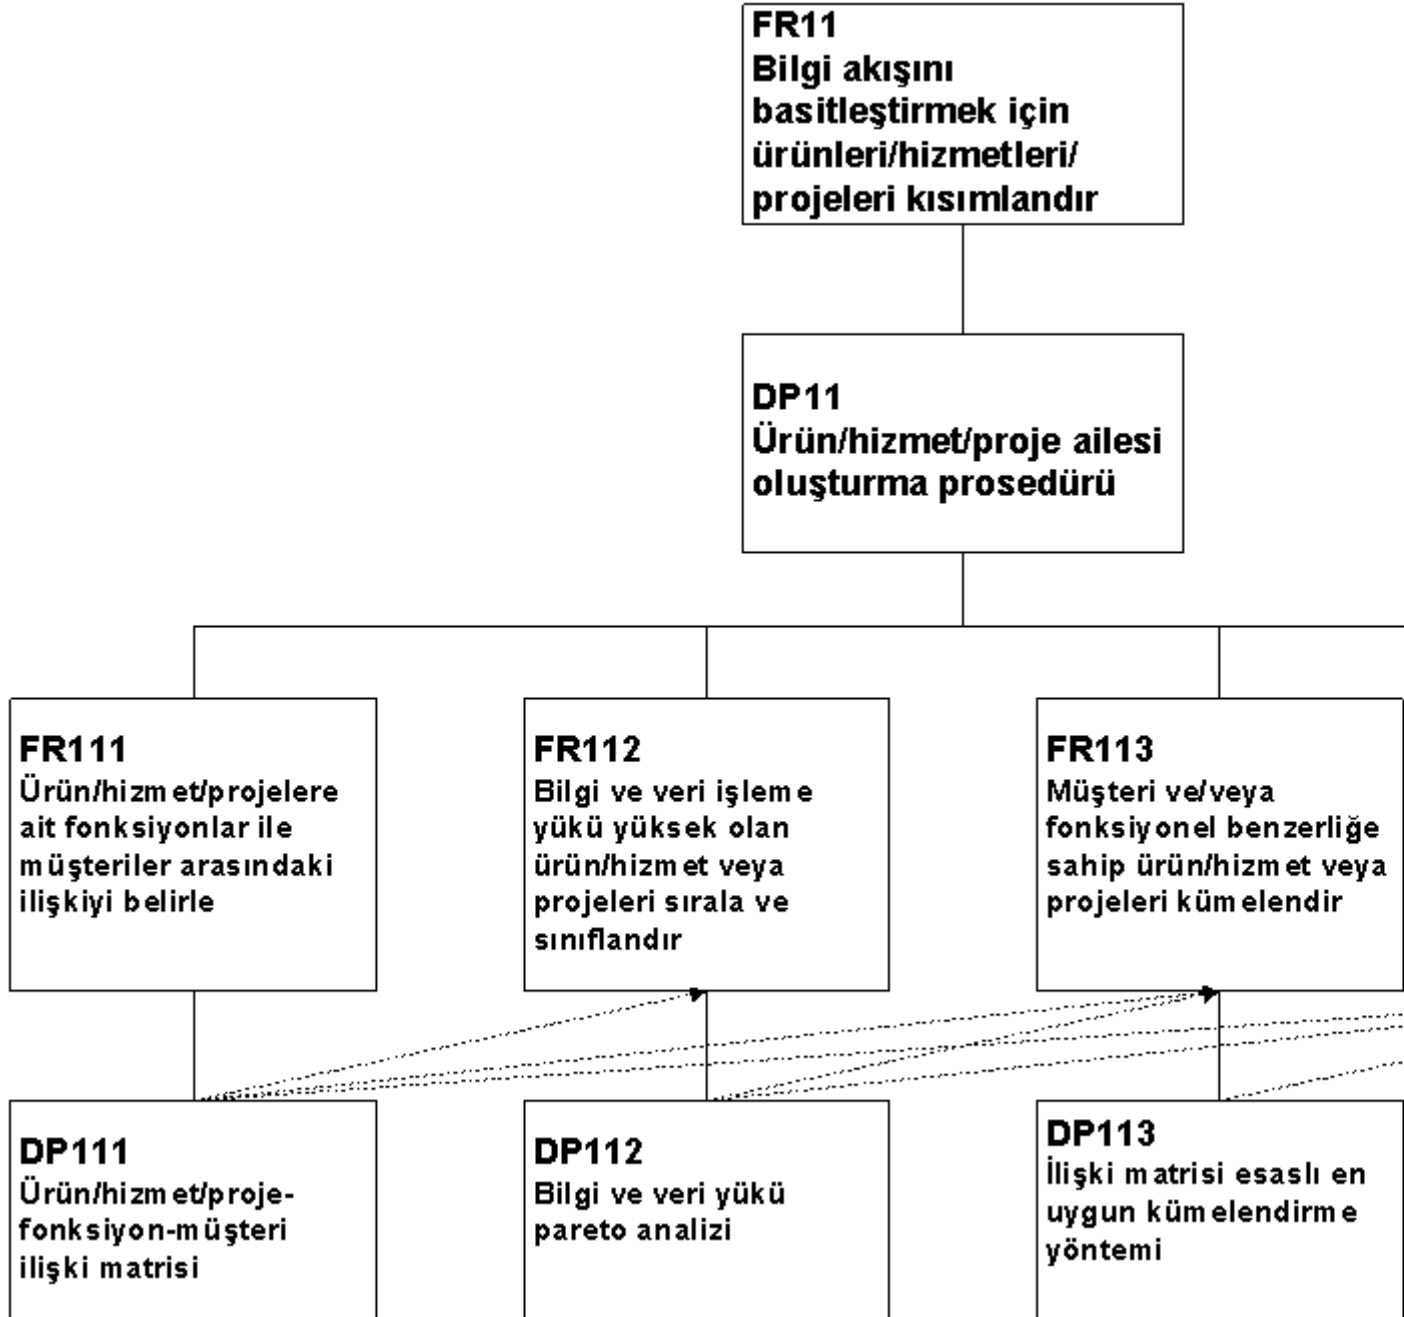 FR11
Bilgi akışını
basitleştirmek için
ürünleri/hizmetleri/
projeleri kısımlandır
DP11
Ürün/hizmet/proje ailesi
oluşturma prosedürü
FR111
Ürün/hizmet/projelere
ait fonksiyonlar ile
müşteriler arasındaki
ilişkiyi belirle
FR112
Bilgi ve veri işleme
yükü yüksek olan
ürün/hizmet veya
projeleri sırala ve
sınıflandır
FR113
Müşteri ve/veya
fonksiyonel benzerliğe
sahip ürün/hizmet veya
projeleri kümelendir
DP111
Ürün/hizmet/proje-
fonksiyon-müşteri
ilişki matrisi
DP112
Bilgi ve veri yükü
pareto analizi
DP113
İlişki matrisi esaslı en
uygun kümelendirme
yöntemi